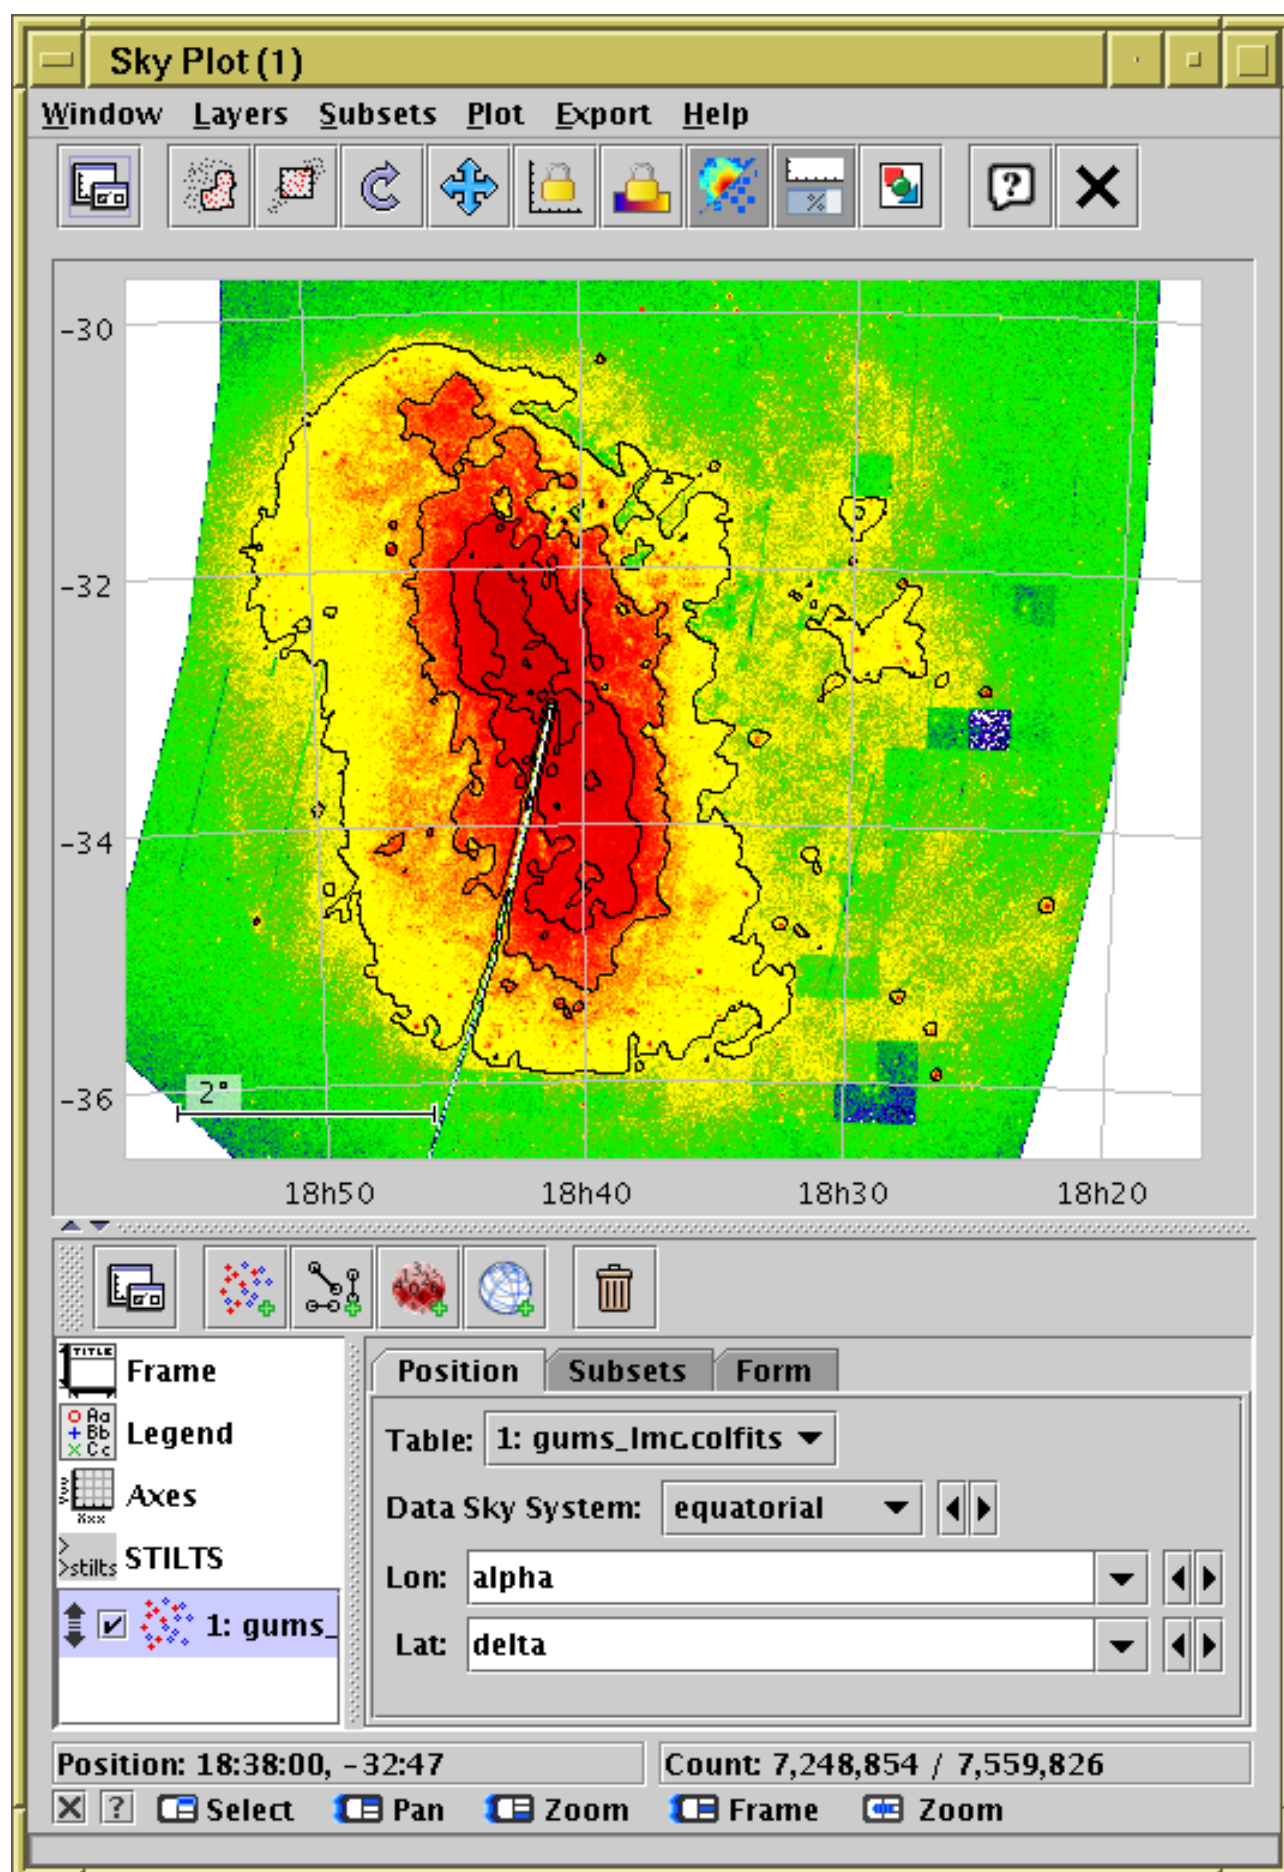 Sky Plot (1)
Window Layers Subsets Plot Export Help
%
?
-30
-32
-34
-36
2°
18h50 18h40 18h30 18h20
TITLE
Frame
Aa
Bb
Cc
Legend
Axes
>stilts STILTS
1: gums_
Position Subsets Form
Table: 1: gums_lmc.colfits
Data Sky System: equatorial
Lon: alpha
Lat: delta
Position: 18:38:00, -32:47 Count: 7,248,854 / 7,559,826
? Select Pan Zoom Frame Zoom